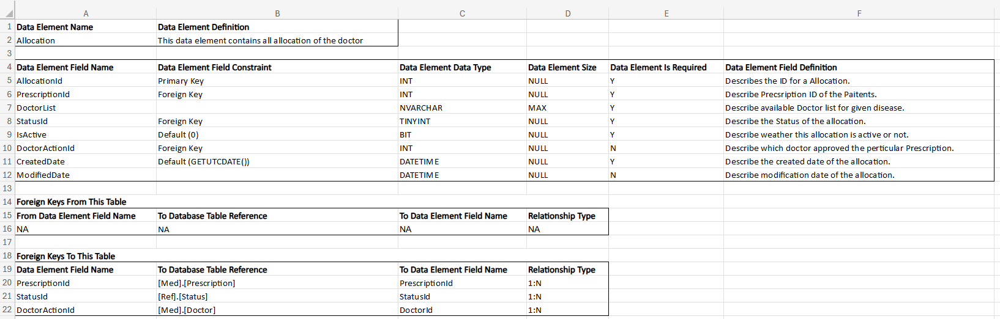 A B C D E F
1 Data Element Name Data Element Definition
2 Allocation This data element contains all allocation of the doctor
3
4 Data Element Field Name Data Element Field Constraint Data Element Data Type Data Element Size Data Element Is Required Data Element Field Definition
5 AllocationId Primary Key INT NULL Y Describes the ID for a Allocation.
6 PrescriptionId Foreign Key INT NULL Y Describe Precsription ID of the Paitents.
7 DoctorList NVARCHAR MAX Y Describe available Doctor list for given disease.
8 StatusId Foreign Key TINYINT NULL Y Describe the Status of the allocation.
9 IsActive Default (0) BIT NULL Y Describe weather this allocation is active or not.
10 DoctorActionId Foreign Key INT NULL N Describe which doctor approved the perticular Prescription.
11 CreatedDate Default (GETUTCDATE()) DATETIME NULL Y Describe the created date of the allocation.
12 ModifiedDate DATETIME NULL N Describe modification date of the allocation.
13
14 Foreign Keys From This Table
15 From Data Element Field Name To Database Table Reference To Data Element Field Name Relationship Type
16 NA NA NA NA
17
18 Foreign Keys To This Table
19 Data Element Field Name To Database Table Reference To Data Element Field Name Relationship Type
20 PrescriptionId [Med].[Prescription] PrescriptionId 1:N
21 StatusId [Ref].[Status] StatusId 1:N
22 DoctorActionId [Med].[Doctor] DoctorId 1:N